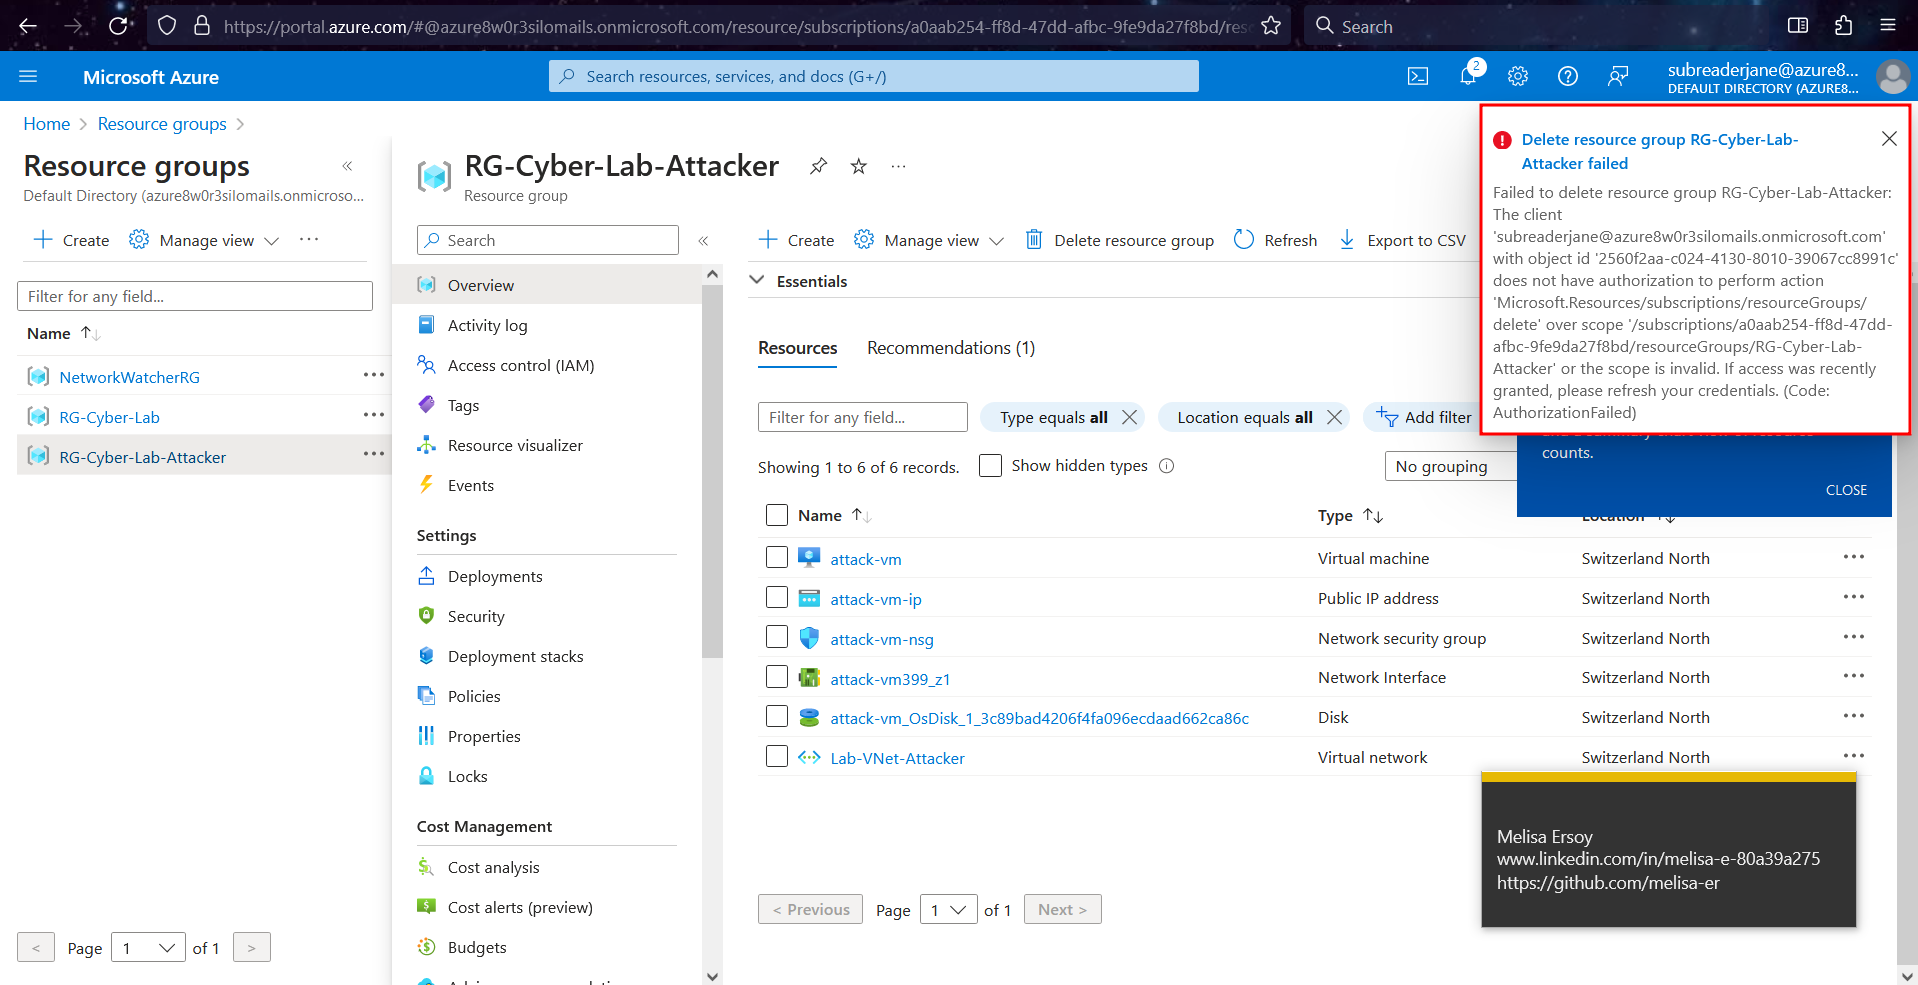 https://portal.azure.com/#@azure8w0r3silomails.onmicrosoft.com/resource/subscriptions/a0aab254-ff8d-47dd-afbc-9fe9da27f8bd/resc
Search
Microsoft Azure
Search resources, services, and docs (G+/)
2
subreaderjane@azure8...
DEFAULT DIRECTORY (AZURE8...
Home > Resource groups >
Resource groups
Default Directory (azure8w0r3silomails.onmicroso...
Create
Manage view
Filter for any field...
Name
NetworkWatcherRG
RG-Cyber-Lab
RG-Cyber-Lab-Attacker
< Page 1 of 1 >
RG-Cyber-Lab-Attacker
Resource group
Search
Overview
Activity log
Access control (IAM)
Tags
Resource visualizer
Events
Settings
Deployments
Security
Deployment stacks
Policies
Properties
Locks
Cost Management
Cost analysis
Cost alerts (preview)
Budgets
Create
Manage view
Delete resource group
Refresh
Export to CSV
Essentials
Resources
Recommendations (1)
Filter for any field...
Type equals all
Location equals all
Add filter
Showing 1 to 6 of 6 records.
Show hidden types
No grouping
Name Type Location
attack-vm Virtual machine Switzerland North
attack-vm-ip Public IP address Switzerland North
attack-vm-nsg Network security group Switzerland North
attack-vm399_z1 Network Interface Switzerland North
attack-vm_OsDisk_1_3c89bad4206f4fa096ecdaad662ca86c Disk Switzerland North
Lab-VNet-Attacker Virtual network Switzerland North
< Previous Page 1 of 1 Next >
Delete resource group RG-Cyber-Lab-
Attacker failed
Failed to delete resource group RG-Cyber-Lab-Attacker:
The client
'subreaderjane@azure8w0r3silomails.onmicrosoft.com'
with object id '2560f2aa-c024-4130-8010-39067cc8991c'
does not have authorization to perform action
'Microsoft.Resources/subscriptions/resourceGroups/
delete' over scope '/subscriptions/a0aab254-ff8d-47dd-
afbc-9fe9da27f8bd/resourceGroups/RG-Cyber-Lab-
Attacker' or the scope is invalid. If access was recently
granted, please refresh your credentials. (Code:
AuthorizationFailed)
counts.
CLOSE
Melisa Ersoy
www.linkedin.com/in/melisa-e-80a39a275
https://github.com/melisa-er